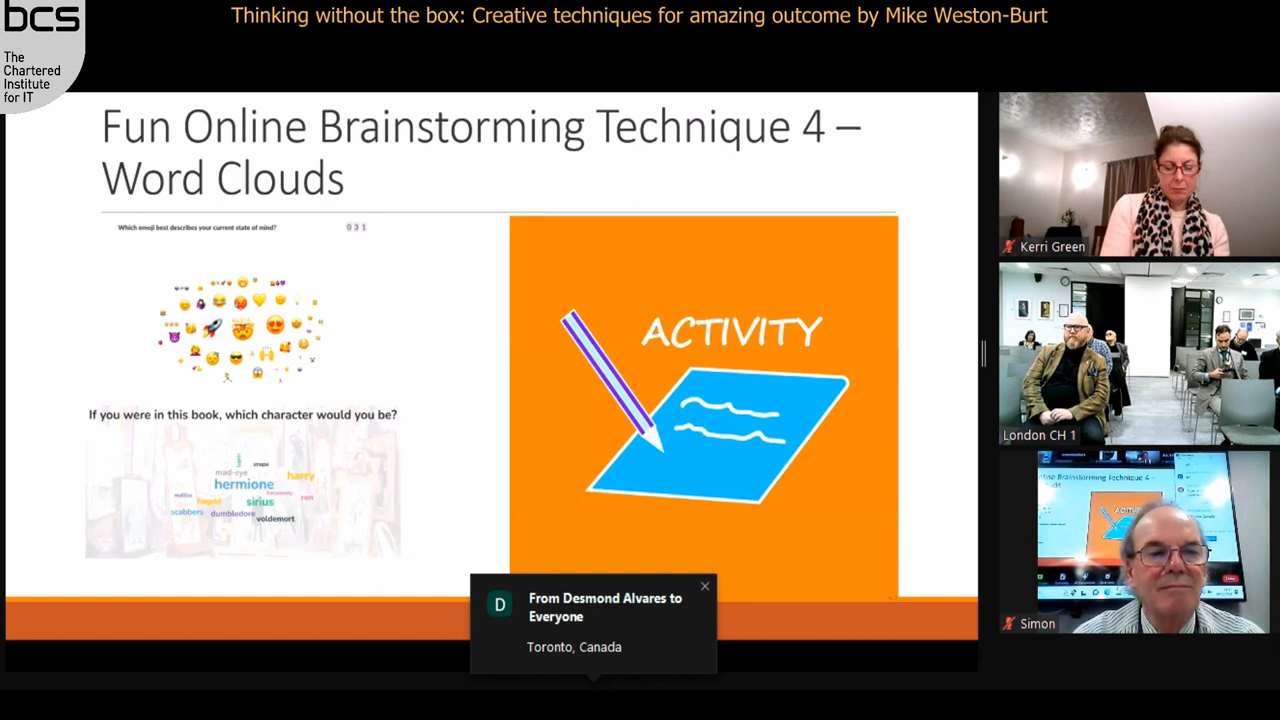 bcs
The
Chartered
Institute
for IT
Thinking without the box: Creative techniques for amazing outcome by Mike Weston-Burt
Fun Online Brainstorming Technique 4 –
Word Clouds
Which emoji best describes your current state of mind?
0 3 1
If you were in this book, which character would you be?
snape
mad-eye
harry
hermione
ron
sirius
scabbers
dumbledore
voldemort
ACTIVITY
D
From Desmond Alvares to
Everyone
Toronto, Canada
Kerri Green
London CH 1
Simon